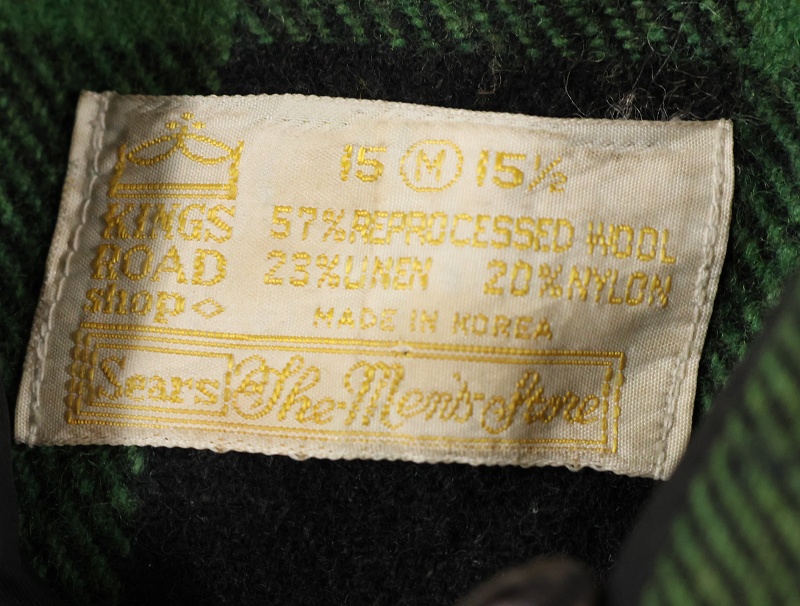 15 M 15½
KINGS
ROAD
shop
57% REPROCESSED WOOL
23% LINEN 20% NYLON
MADE IN KOREA
Sears The Men's Store